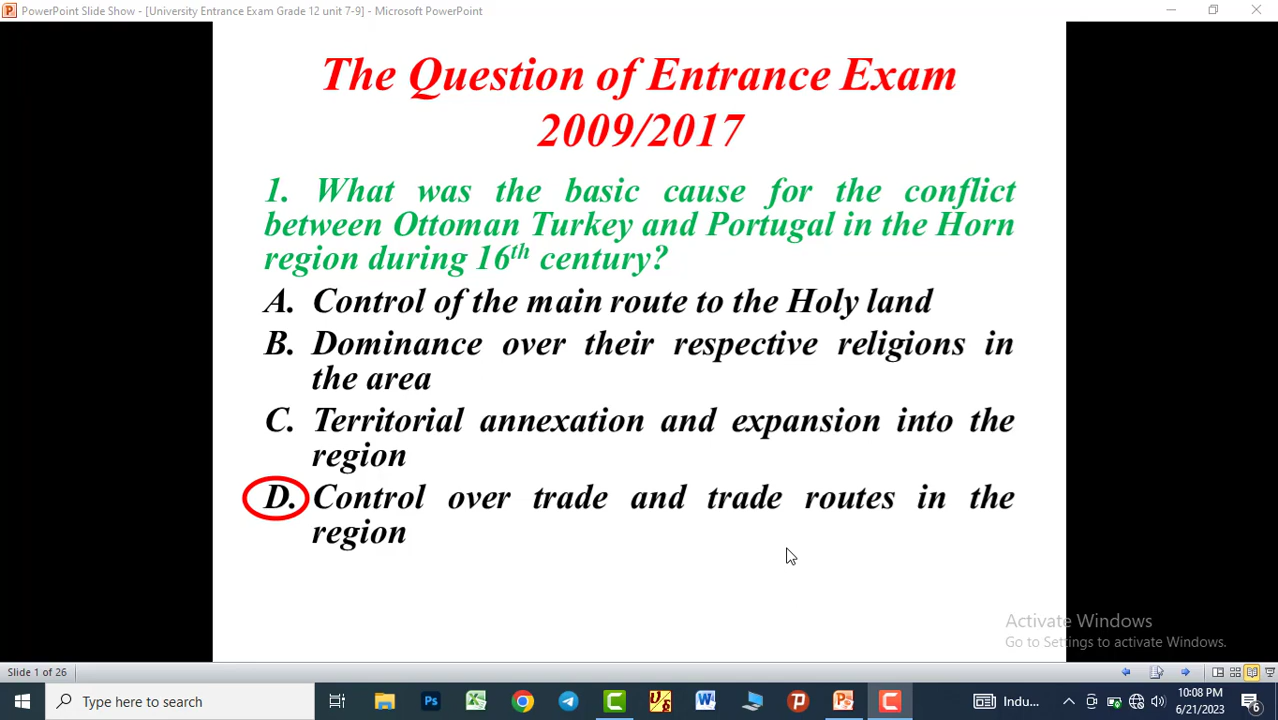 PowerPoint Slide Show - [University Entrance Exam Grade 12 unit 7-9] - Microsoft PowerPoint
The Question of Entrance Exam
2009/2017
1. What was the basic cause for the conflict
between Ottoman Turkey and Portugal in the Horn
region during 16th century?
A. Control of the main route to the Holy land
B. Dominance over their respective religions in
the area
C. Territorial annexation and expansion into the
region
D. Control over trade and trade routes in the
region
Activate Windows
Go to Settings to activate Windows.
Slide 1 of 26
Type here to search
Indu...
10:08 PM
6/21/2023
6